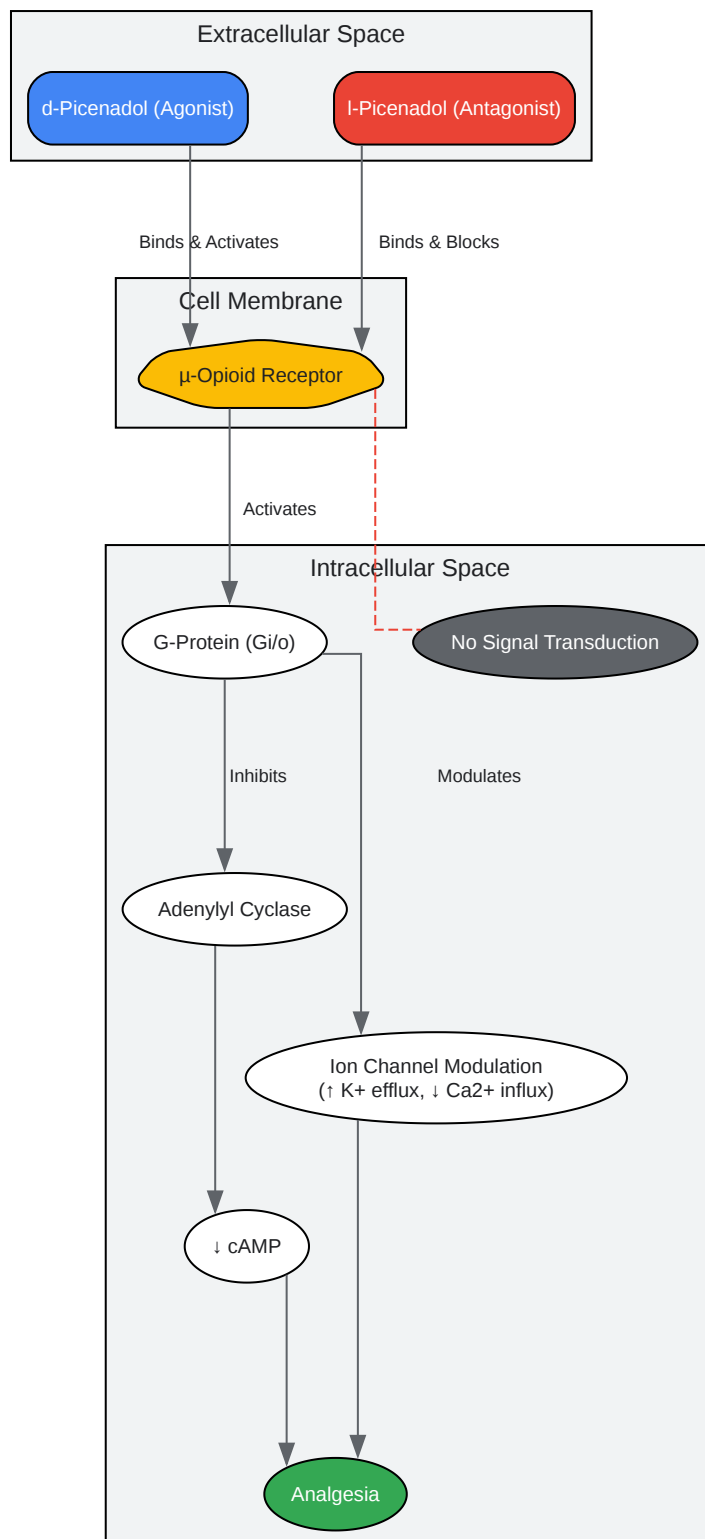 Extracellular Space
d-Picenadol (Agonist)
l-Picenadol (Antagonist)
Binds & Activates
Binds & Blocks
Cell Membrane
µ-Opioid Receptor
Activates
Intracellular Space
G-Protein (Gi/o)
No Signal Transduction
Inhibits
Modulates
Adenylyl Cyclase
Ion Channel Modulation
(↑ K+ efflux, ↓ Ca2+ influx)
↓ cAMP
Analgesia